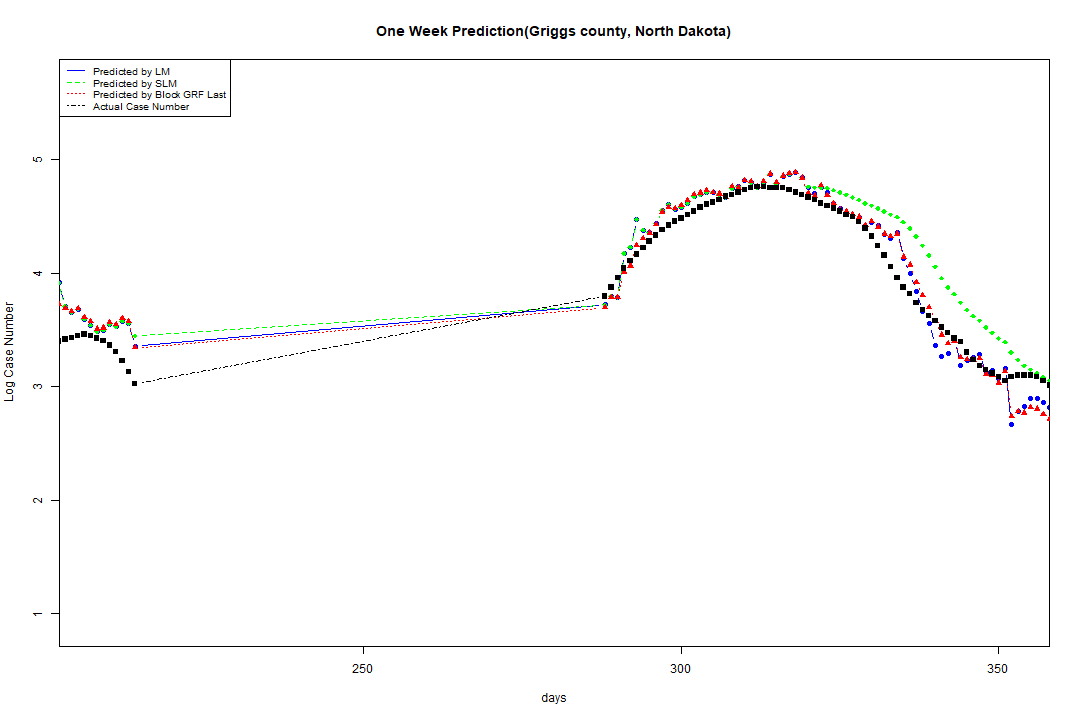 One Week Prediction(Griggs county, North Dakota)
Predicted by LM
Predicted by SLM
Predicted by Block GRF Last
Actual Case Number
5
4
3
2
1
Log Case Number
250
300
350
days